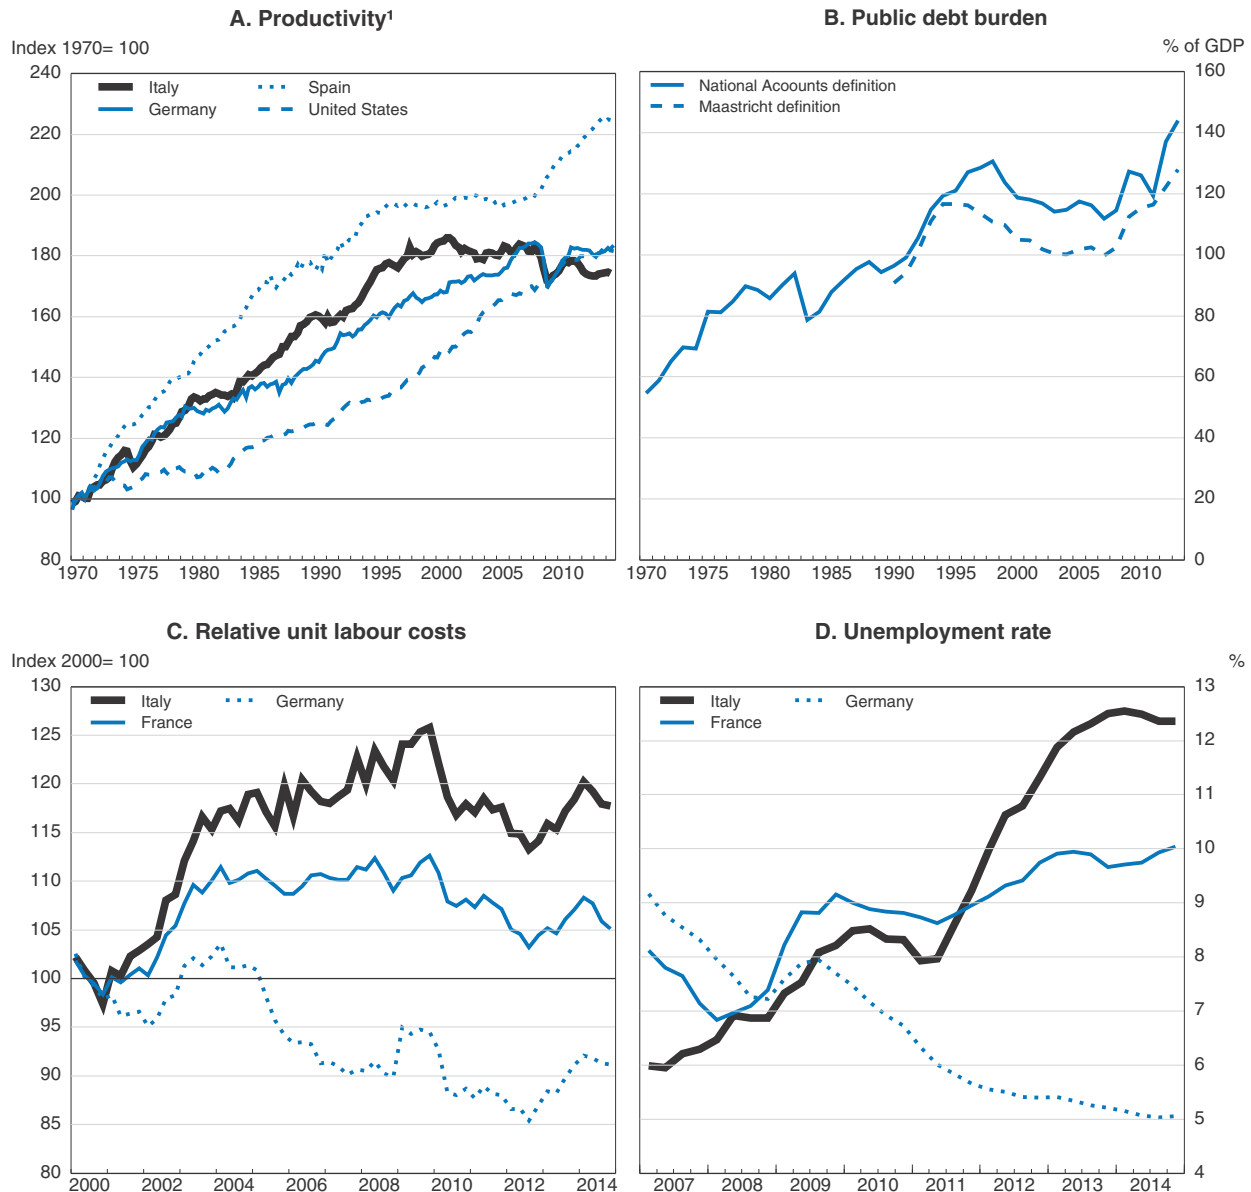 A. Productivity¹
Index 1970= 100
240
220
200
180
160
140
120
100
80
Italy
Spain
Germany
United States
1970 1975 1980 1985 1990 1995 2000 2005 2010
B. Public debt burden
% of GDP
160
140
120
100
80
60
40
20
0
National Acounts definition
Maastricht definition
1970 1975 1980 1985 1990 1995 2000 2005 2010
C. Relative unit labour costs
Index 2000= 100
130
125
120
115
110
105
100
95
90
85
80
Italy
Germany
France
2000 2002 2004 2006 2008 2010 2012 2014
D. Unemployment rate
%
13
12
11
10
9
8
7
6
5
4
Italy
Germany
France
2007 2008 2009 2010 2011 2012 2013 2014